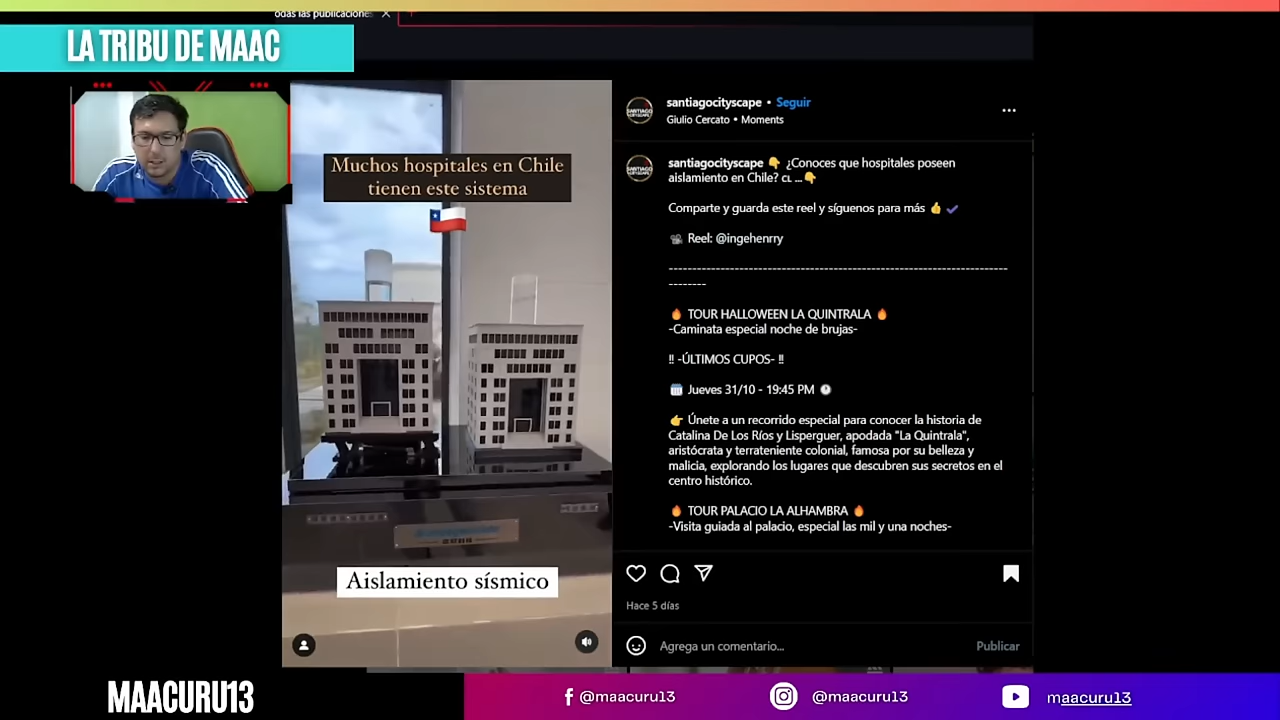 odas las publicaciones
LA TRIBU DE MAAC
Muchos hospitales en Chile
tienen este sistema
Aislamiento sísmico
santiagocityscape • Seguir
Giulio Cercato • Moments
santiagocityscape 👇 ¿Conoces que hospitales poseen
aislamiento en Chile? CL ...👇
Comparte y guarda este reel y síguenos para más 👍 ✔
📽 Reel: @ingehenrry
------------------------------------------------------------------------
--------
🔥 TOUR HALLOWEEN LA QUINTRALA 🔥
-Caminata especial noche de brujas-
‼ -ÚLTIMOS CUPOS- ‼
🗓 Jueves 31/10 - 19:45 PM 🕐
👉 Únete a un recorrido especial para conocer la historia de
Catalina De Los Ríos y Lisperguer, apodada "La Quintrala",
aristócrata y terrateniente colonial, famosa por su belleza y
malicia, explorando los lugares que descubren sus secretos en el
centro histórico.
🔥 TOUR PALACIO LA ALHAMBRA 🔥
-Visita guiada al palacio, especial las mil y una noches-
Hace 5 días
Agrega un comentario...
Publicar
MAACURU13
@maacuru13
@maacuru13
maacuru13